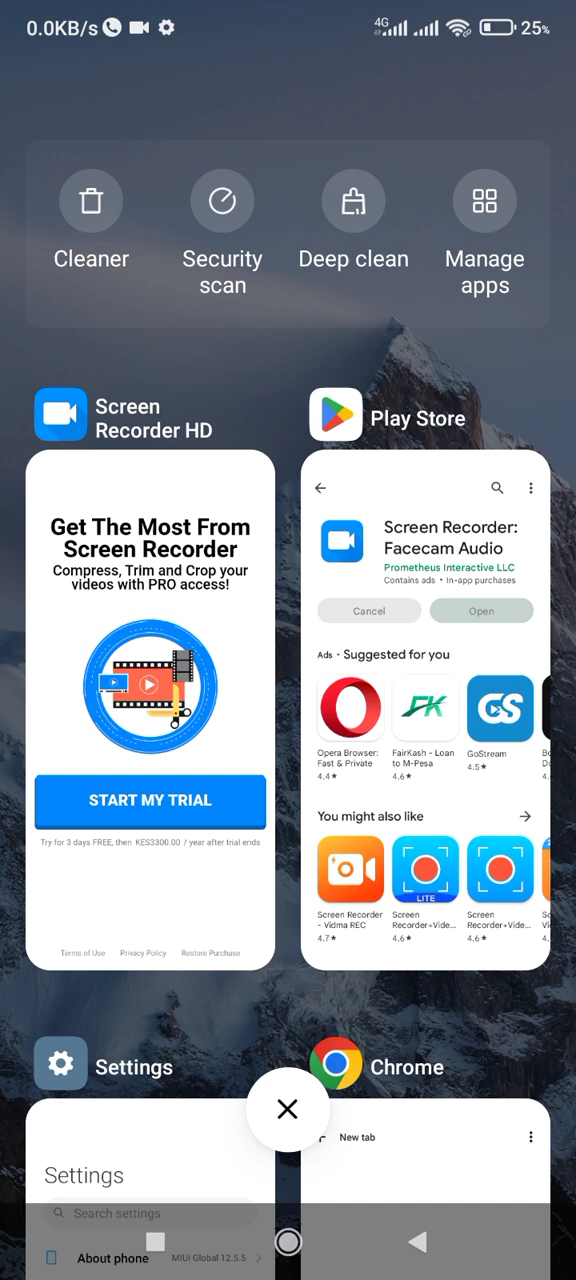 0.0KB/s
4G
25%
Cleaner
Security
scan
Deep clean
Manage
apps
Screen
Recorder HD
Play Store
Get The Most From
Screen Recorder
Compress, Trim and Crop your
videos with PRO access!
START MY TRIAL
Try for 3 days FREE, then KES3300.00 / year after trial ends
Terms of Use
Privacy Policy
Restore Purchase
Screen Recorder:
Facecam Audio
Prometheus Interactive LLC
Contains ads • In-app purchases
Cancel
Open
Ads • Suggested for you
FK
GS
Opera Browser:
Fast & Private
4.4★
FairKash - Loan
to M-Pesa
4.6★
GoStream
4.5★
You might also like
LITE
Screen Recorder
- Vidma REC
4.7★
Screen
Recorder+Vide...
4.6★
Screen
Recorder+Vide...
4.6★
Settings
Chrome
Settings
Search settings
About phone
MIUI Global 12.5.5
New tab